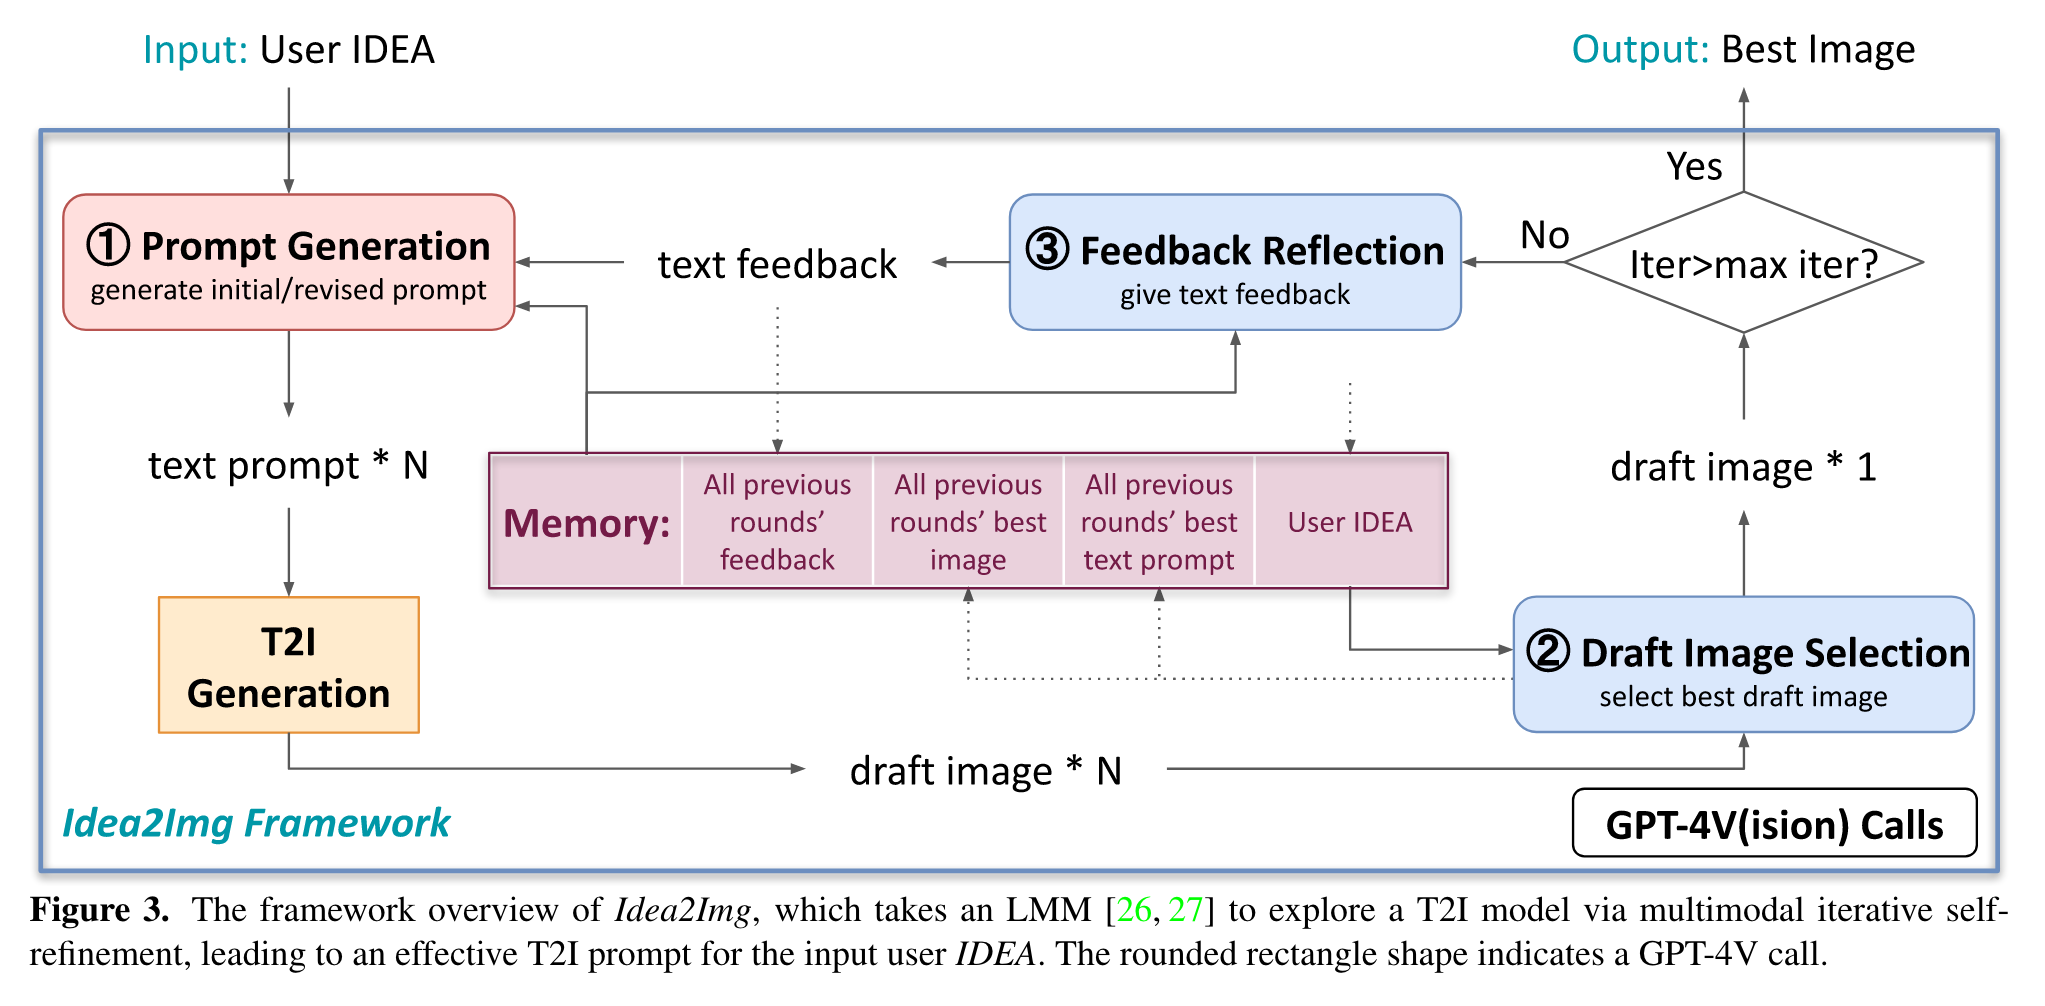 Input: User IDEA
Output: Best Image
Yes
① Prompt Generation
generate initial/revised prompt
text feedback
③ Feedback Reflection
give text feedback
No
Iter>max iter?
text prompt * N
Memory:
All previous
rounds’
feedback
All previous
rounds’ best
image
All previous
rounds’ best
text prompt
User IDEA
draft image * 1
T2I
Generation
② Draft Image Selection
select best draft image
draft image * N
Idea2Img Framework
GPT-4V(ision) Calls
Figure 3. The framework overview of Idea2Img, which takes an LMM [26, 27] to explore a T2I model via multimodal iterative self-
refinement, leading to an effective T2I prompt for the input user IDEA. The rounded rectangle shape indicates a GPT-4V call.